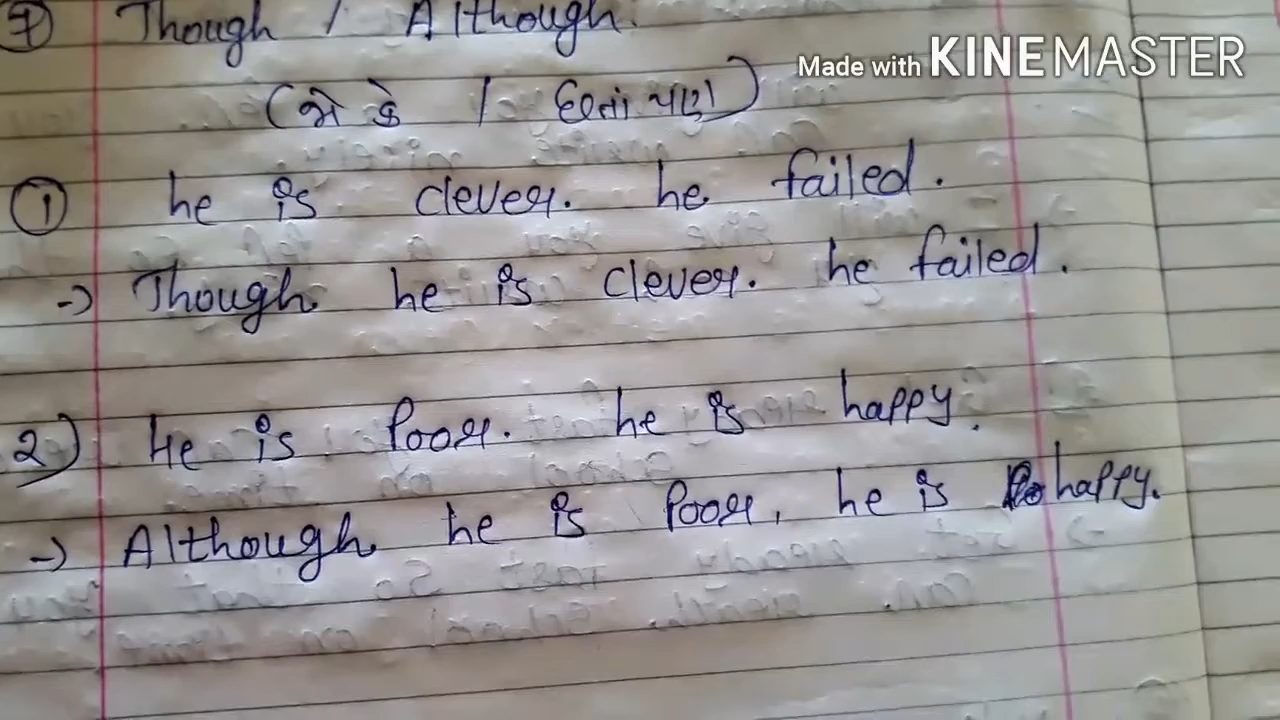 7 Though / Although.
Made with KINEMASTER
(જો કે / છતાં પણ)
1 he is clever. he failed.
-> Though he is clever. he failed.
2) He is Poor. he is happy.
-> Although he is Poor, he is happy.